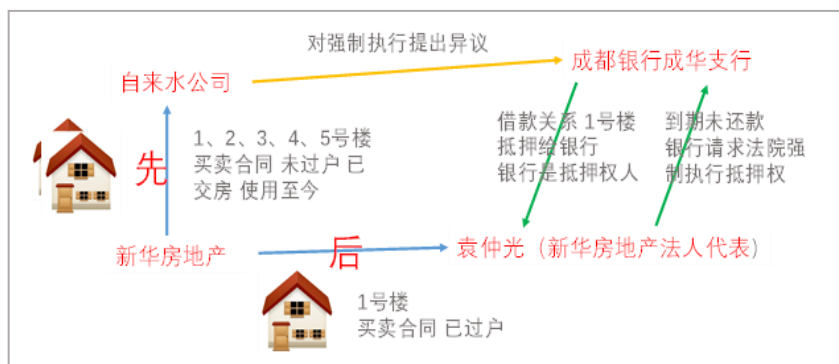 对强制执行提出异议
自来水公司
成都银行成华支行
先
1、2、3、4、5号楼
买卖合同 未过户 已
交房 使用至今
借款关系 1号楼
抵押给银行
银行是抵押权人
到期未还款
银行请求法院强
制执行抵押权
新华房地产
后
袁仲光（新华房地产法人代表）
1号楼
买卖合同 已过户